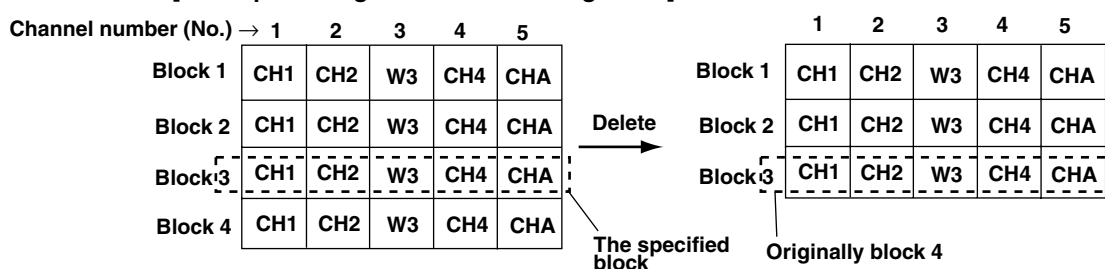 Channel number (No.) → 1 2 3 4 5
Block 1 CH1 CH2 W3 CH4 CHA
Block 2 CH1 CH2 W3 CH4 CHA
Block 3 CH1 CH2 W3 CH4 CHA
Block 4 CH1 CH2 W3 CH4 CHA
The specified
block
Delete
1 2 3 4 5
Block 1 CH1 CH2 W3 CH4 CHA
Block 2 CH1 CH2 W3 CH4 CHA
Block 3 CH1 CH2 W3 CH4 CHA
Originally block 4